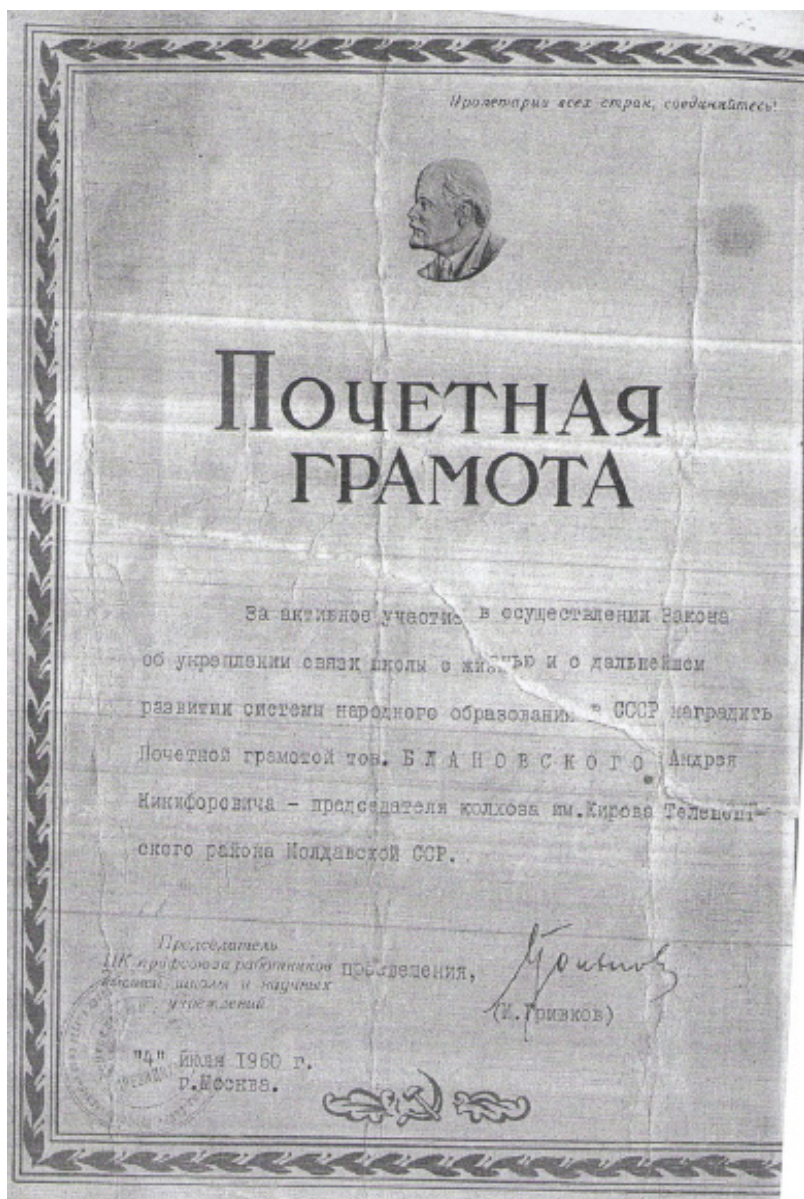 Пролетарии всех стран, соединяйтесь!
ПОЧЕТНАЯ
ГРАМОТА
За активное участие в осуществлении Закона
об укреплении связи школы с жизнью и о дальнейшем
развитии системы народного образования в СССР наградить
Почетной грамотой тов. БЛАНОВСКОГО Андрея
Никифоровича - председателя колхоза им.Кирова Теленешт-
ского района Молдавской ССР.
Председатель
ЦК профсоюза работников просвещения,
высшей школы и научных
учреждений
(И.Гривков)
"4" июля 1960 г.
г.Москва.